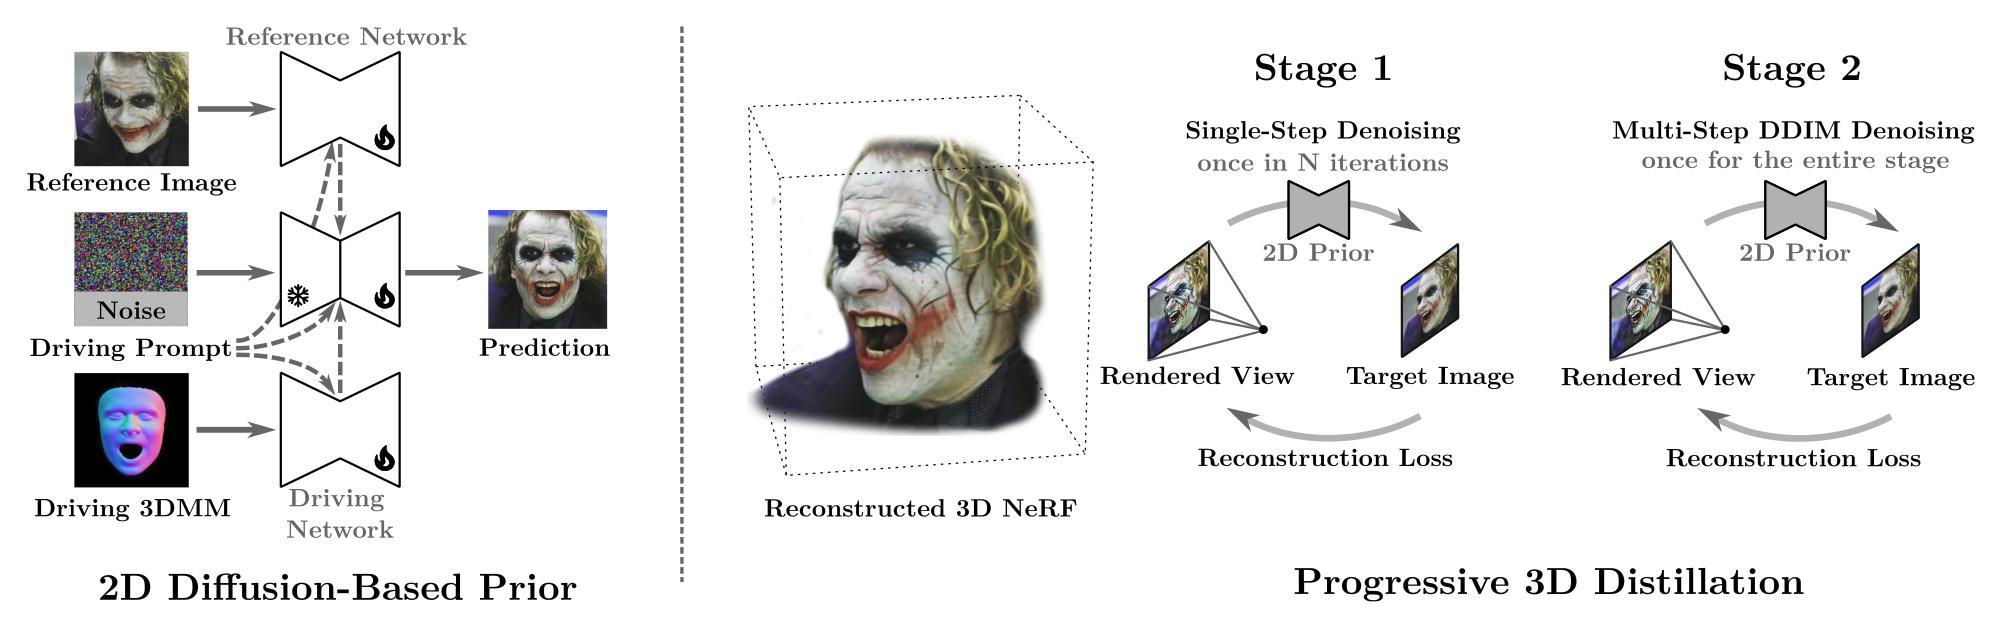 Reference Network
Reference Image
Noise
Driving Prompt
Prediction
Driving 3DMM
Driving
Network
2D Diffusion-Based Prior
Reconstructed 3D NeRF
Stage 1
Single-Step Denoising
once in N iterations
2D Prior
Rendered View
Target Image
Reconstruction Loss
Stage 2
Multi-Step DDIM Denoising
once for the entire stage
2D Prior
Rendered View
Target Image
Reconstruction Loss
Progressive 3D Distillation